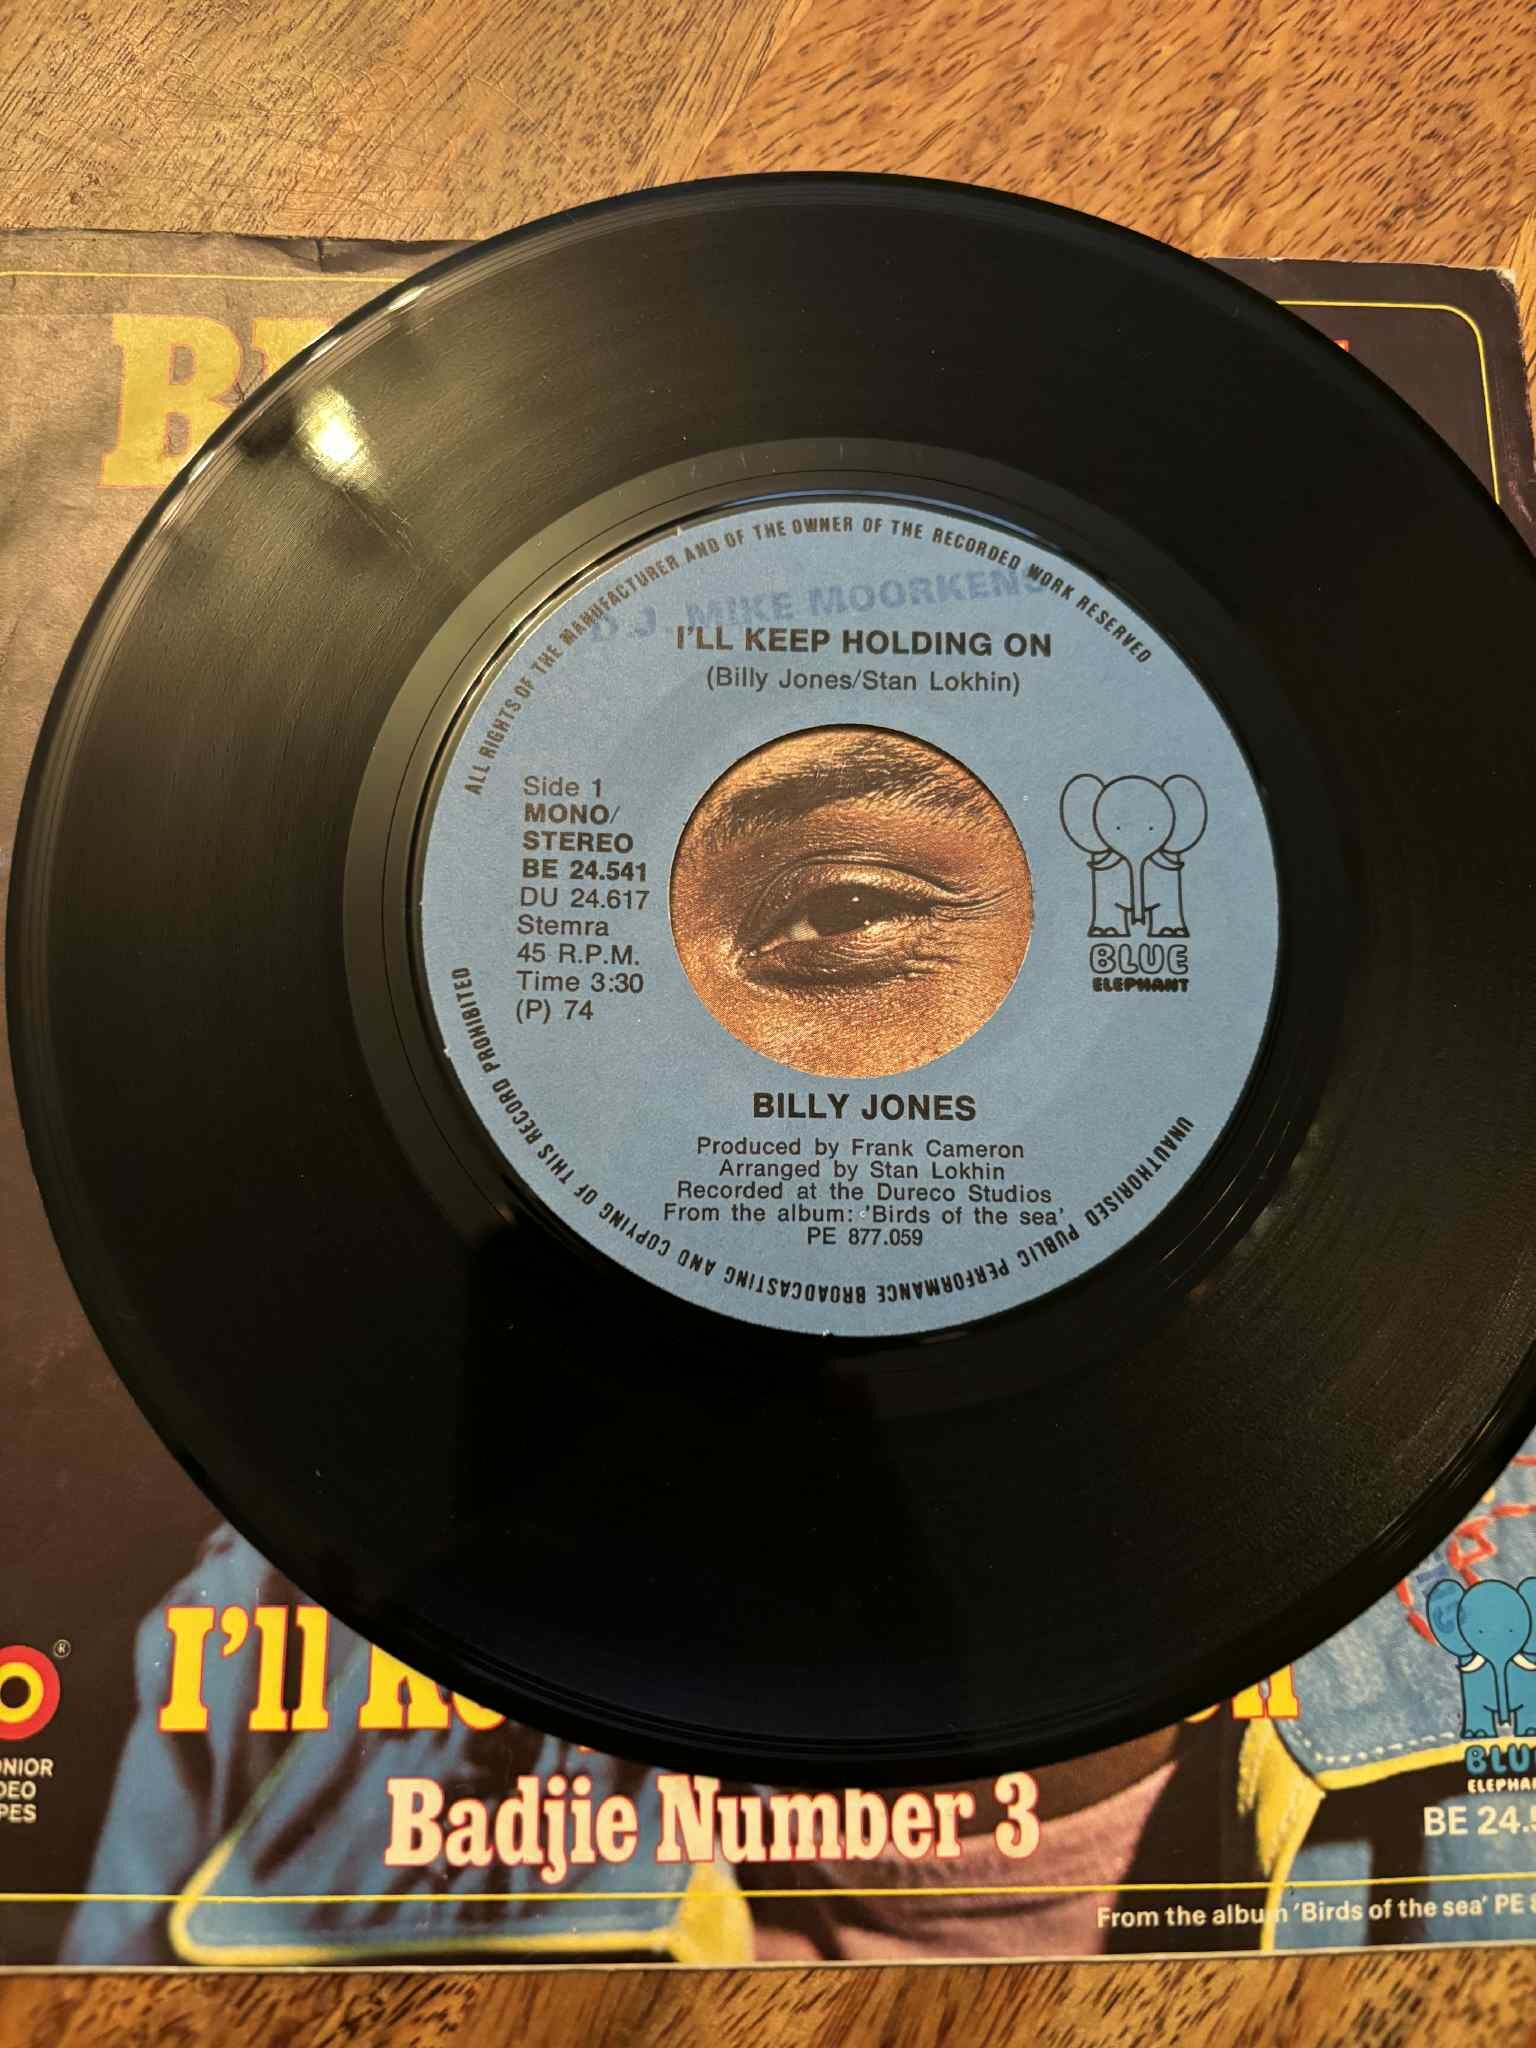 ALL RIGHTS OF THE MANUFACTURER AND OF THE OWNER OF THE RECORDED WORK RESERVED
D.J. MIKE MOORKENS
I'LL KEEP HOLDING ON
(Billy Jones/Stan Lokhin)
Side 1
MONO/
STEREO
BE 24.541
DU 24.617
Stemra
45 R.P.M.
Time 3:30
(P) 74
BLUE
ELEPHANT
BILLY JONES
Produced by Frank Cameron
Arranged by Stan Lokhin
Recorded at the Dureco Studios
From the album: 'Birds of the sea'
PE 877.059
UNAUTHORISED PUBLIC PERFORMANCE BROADCASTING AND COPYING OF THIS RECORD PROHIBITED
I'll
Badjie Number 3
®
BLUE
ELEPHAN
BE 24.
From the album 'Birds of the sea' PE